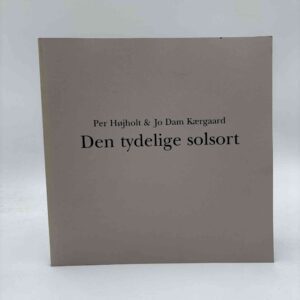 Per Højholt & Jo Dam Kærgaard
Den tydelige solsort